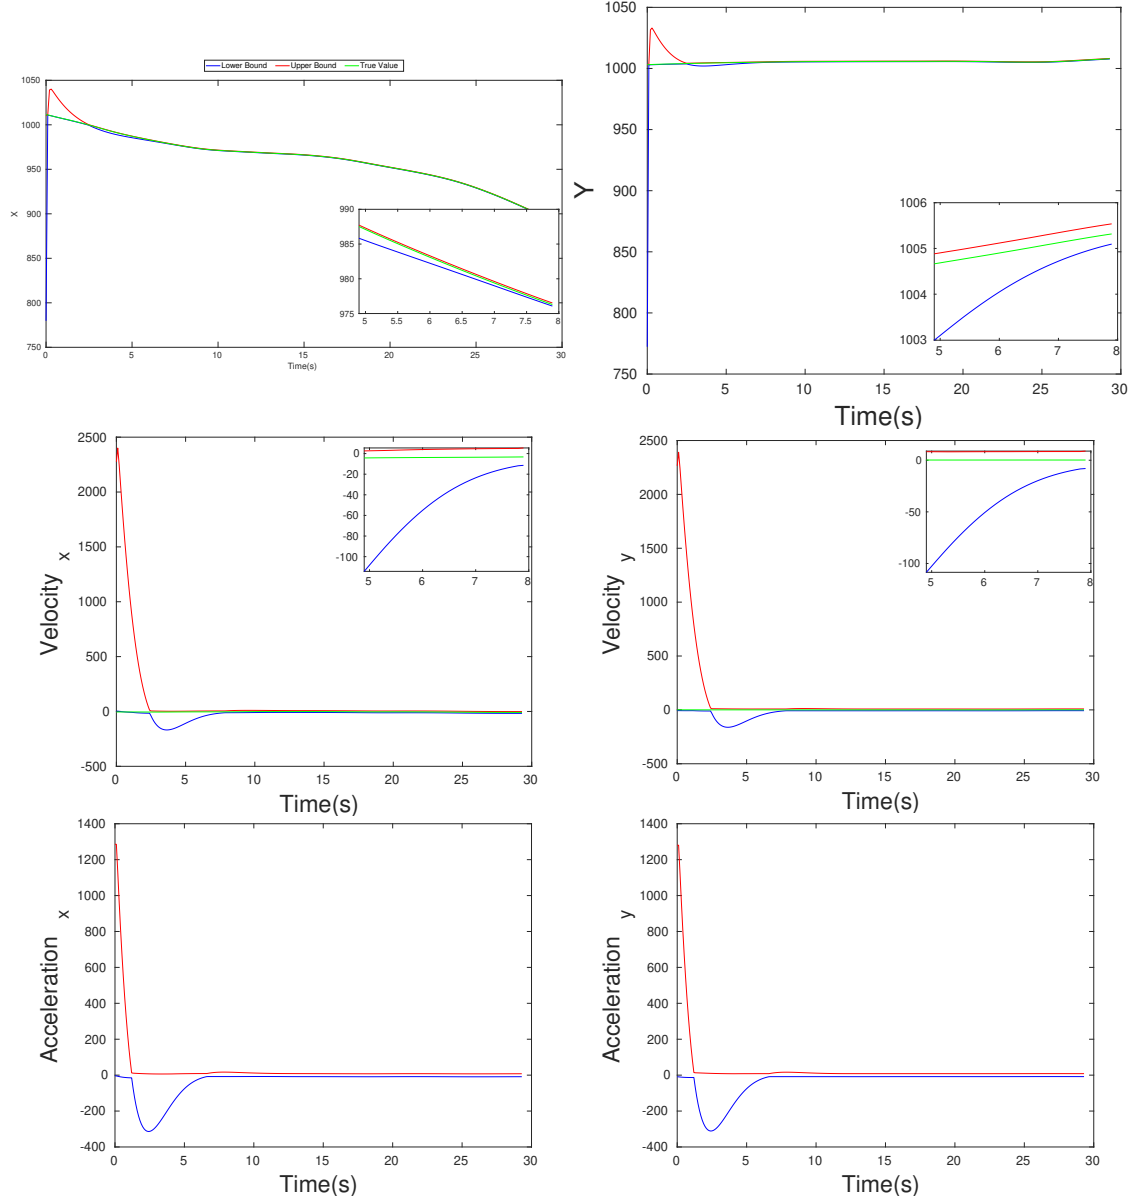 Lower Bound Upper Bound True Value
1050
1000
950
900
850
800
750
x
0 5 10 15 20 25 30
Time(s)
990
985
980
975
5 5.5 6 6.5 7 7.5 8
1050
1000
950
900
850
800
750
Y
0 5 10 15 20 25 30
Time(s)
1006
1005
1004
1003
5 6 7 8
2500
2000
1500
1000
500
0
-500
Velocity x
0 5 10 15 20 25 30
Time(s)
0
-20
-40
-60
-80
-100
5 6 7 8
2500
2000
1500
1000
500
0
-500
Velocity y
0 5 10 15 20 25 30
Time(s)
0
-50
-100
5 6 7 8
1400
1200
1000
800
600
400
200
0
-200
-400
Acceleration x
0 5 10 15 20 25 30
Time(s)
1400
1200
1000
800
600
400
200
0
-200
-400
Acceleration y
0 5 10 15 20 25 30
Time(s)